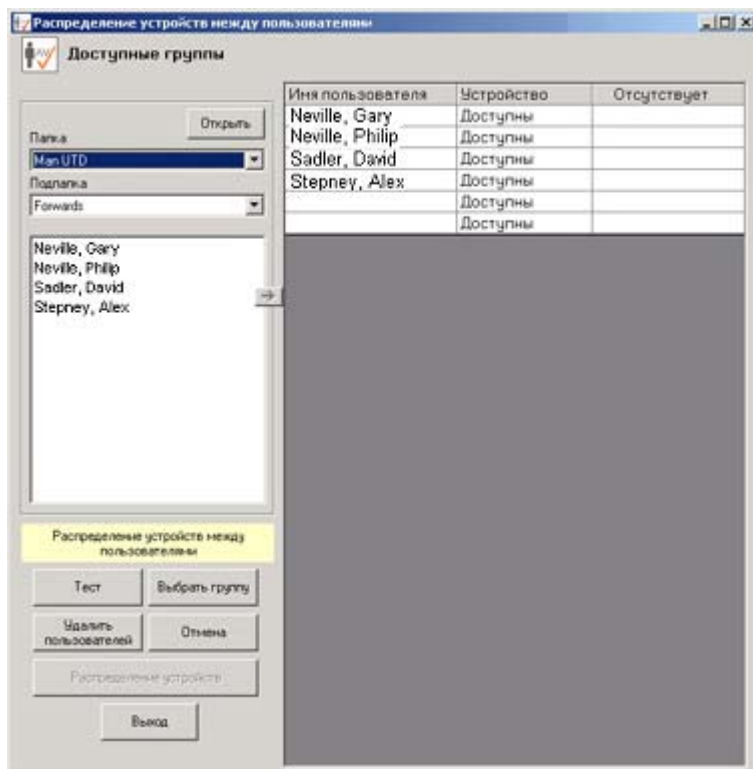 Распределение устройств между пользователями
Доступные группы
Открыть
Папка
Man UTD
Подпапка
Forwards
Neville, Gary
Neville, Philip
Sadler, David
Stepney, Alex
Распределение устройств между
пользователями
Тест Выбрать группу
Удалить
пользователей
Отмена
Распределение устройств
Выход
Имя пользователя Устройство Отсутствует
Neville, Gary Доступны
Neville, Philip Доступны
Sadler, David Доступны
Stepney, Alex Доступны
Доступны
Доступны